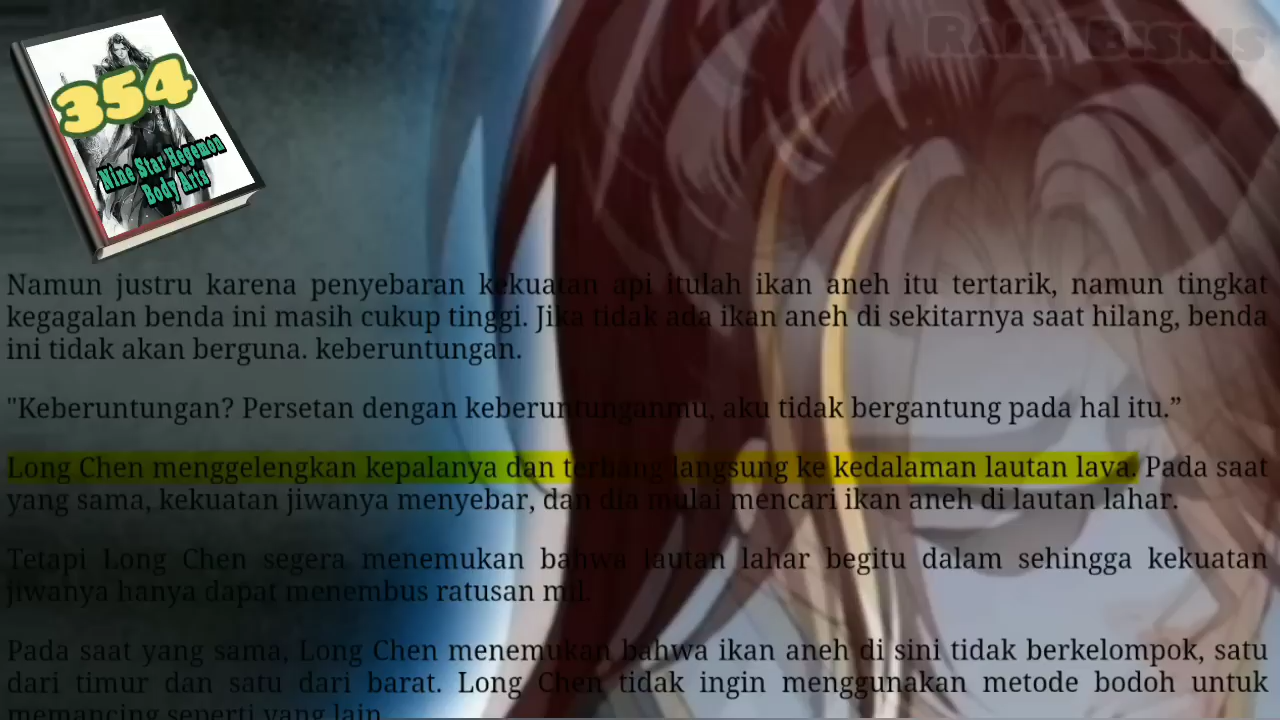 Rajin Bisnis
354
Nine Star Hegemon
Body Arts
Namun justru karena penyebaran kekuatan api itulah ikan aneh itu tertarik, namun tingkat
kegagalan benda ini masih cukup tinggi. Jika tidak ada ikan aneh di sekitarnya saat hilang, benda
ini tidak akan berguna. keberuntungan.
"Keberuntungan? Persetan dengan keberuntunganmu, aku tidak bergantung pada hal itu.”
Long Chen menggelengkan kepalanya dan terbang langsung ke kedalaman lautan lava. Pada saat
yang sama, kekuatan jiwanya menyebar, dan dia mulai mencari ikan aneh di lautan lahar.
Tetapi Long Chen segera menemukan bahwa lautan lahar begitu dalam sehingga kekuatan
jiwanya hanya dapat menembus ratusan mil.
Pada saat yang sama, Long Chen menemukan bahwa ikan aneh di sini tidak berkelompok, satu
dari timur dan satu dari barat. Long Chen tidak ingin menggunakan metode bodoh untuk
memancing seperti yang lain